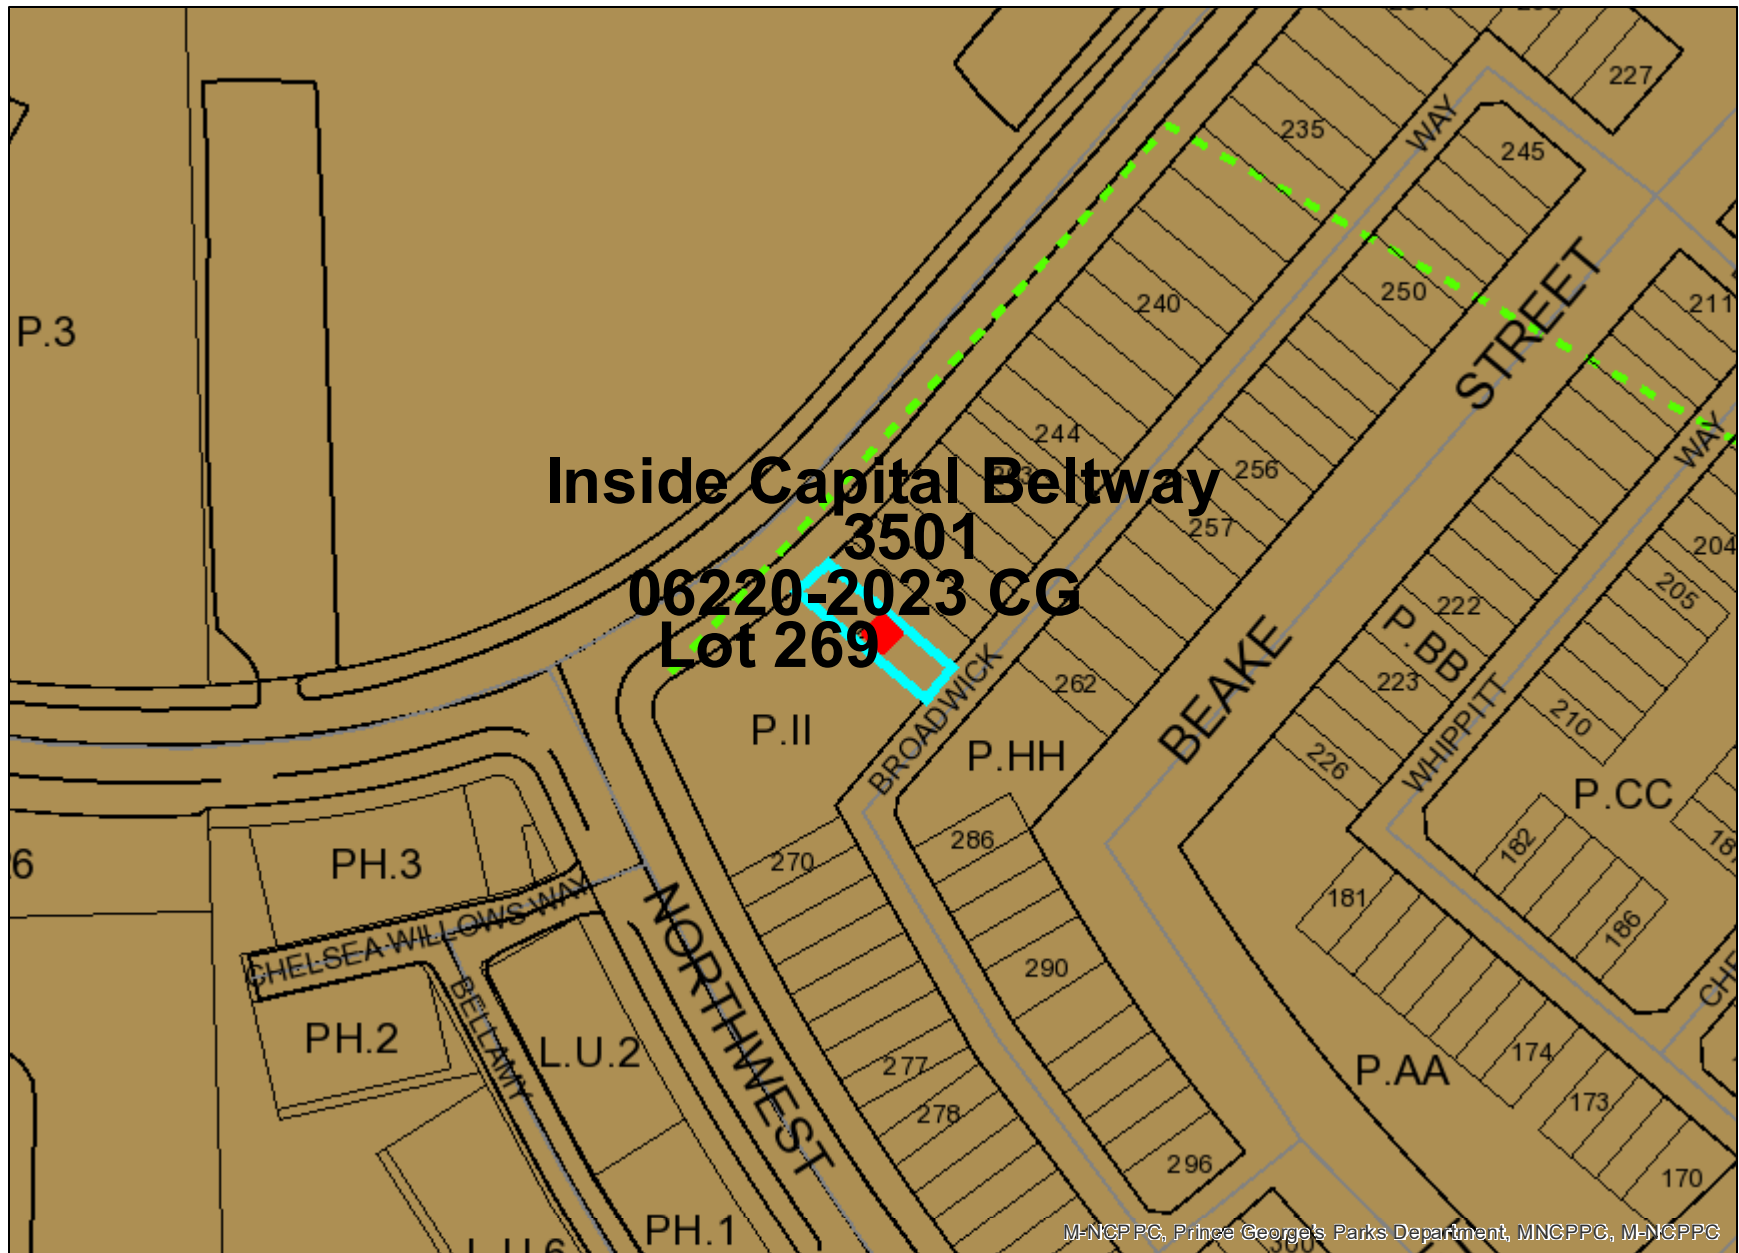 227
235
WAY
245
P.3
240
250
STREET
211
244
263
256
WAY
Inside Capital Beltway
3501
257
204
06220-2023 CG
Lot 269
222
205
P.BB
262
223
BROADWICK
BEAKE
WHIPPITT
210
P.II
P.HH
226
P.CC
PH.3
270
286
182
181
186
CHELSEA WILLOWS WAY
NORTHWEST
290
BELLAMY
PH.2
L.U.2
277
174
P.AA
278
173
296
170
PH.1
L.U.6
300
M-NCPPC, Prince George's Parks Department, MNCPPC, M-NCPPC